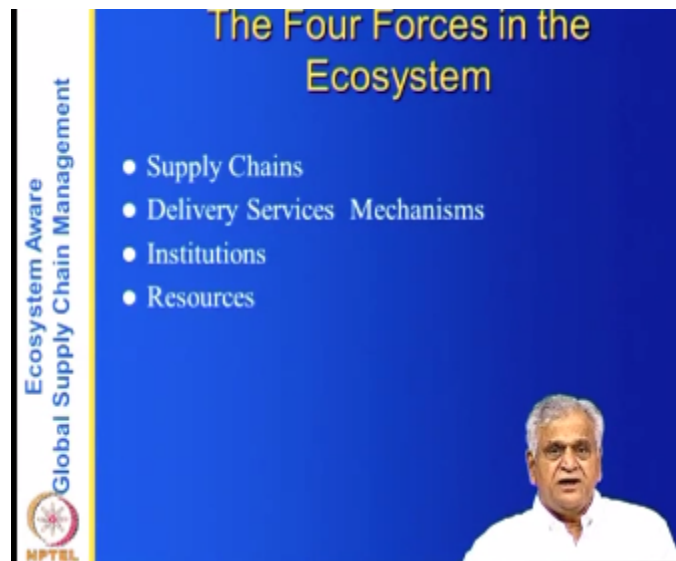 The Four Forces in the
Ecosystem
Supply Chains
Delivery Services Mechanisms
Institutions
Resources
Ecosystem Aware
Global Supply Chain Management
NPTEL